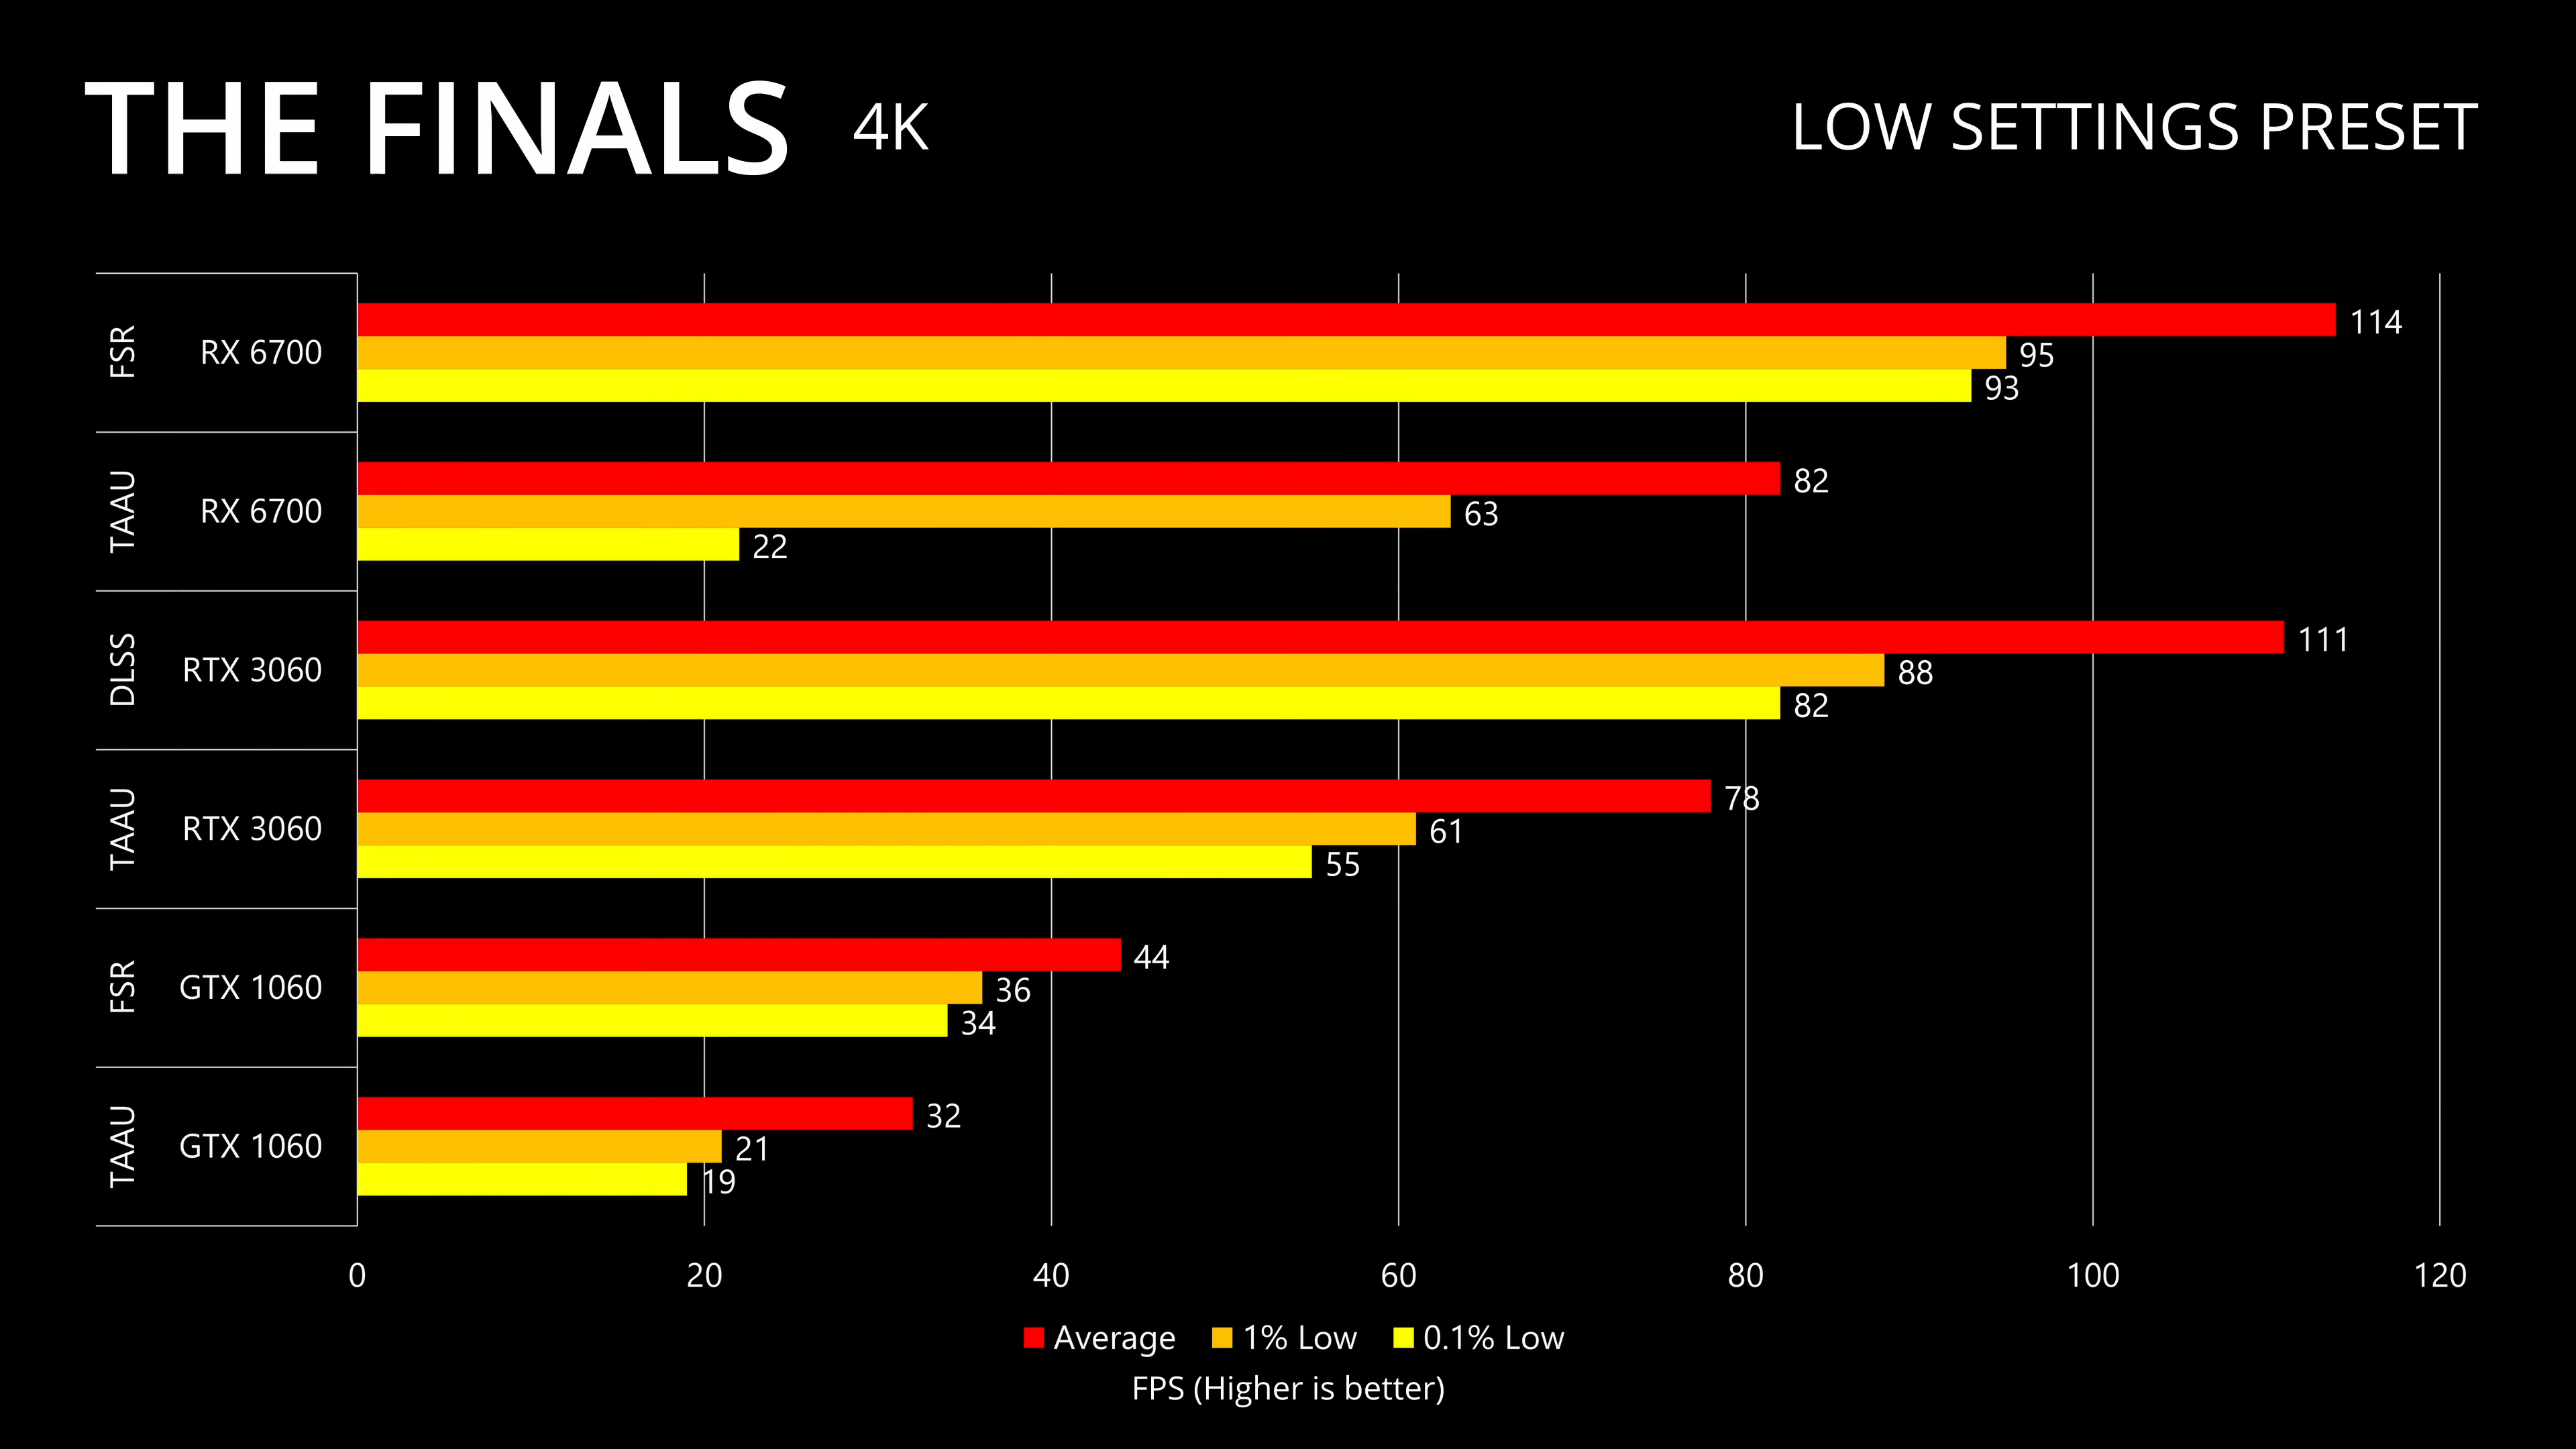 THE FINALS 4K LOW SETTINGS PRESET
FSR RX 6700 114
95
93
TAAU RX 6700 82
63
22
DLSS RTX 3060 111
88
82
TAAU RTX 3060 78
61
55
FSR GTX 1060 44
36
34
TAAU GTX 1060 32
21
19
0 20 40 60 80 100 120
Average 1% Low 0.1% Low
FPS (Higher is better)